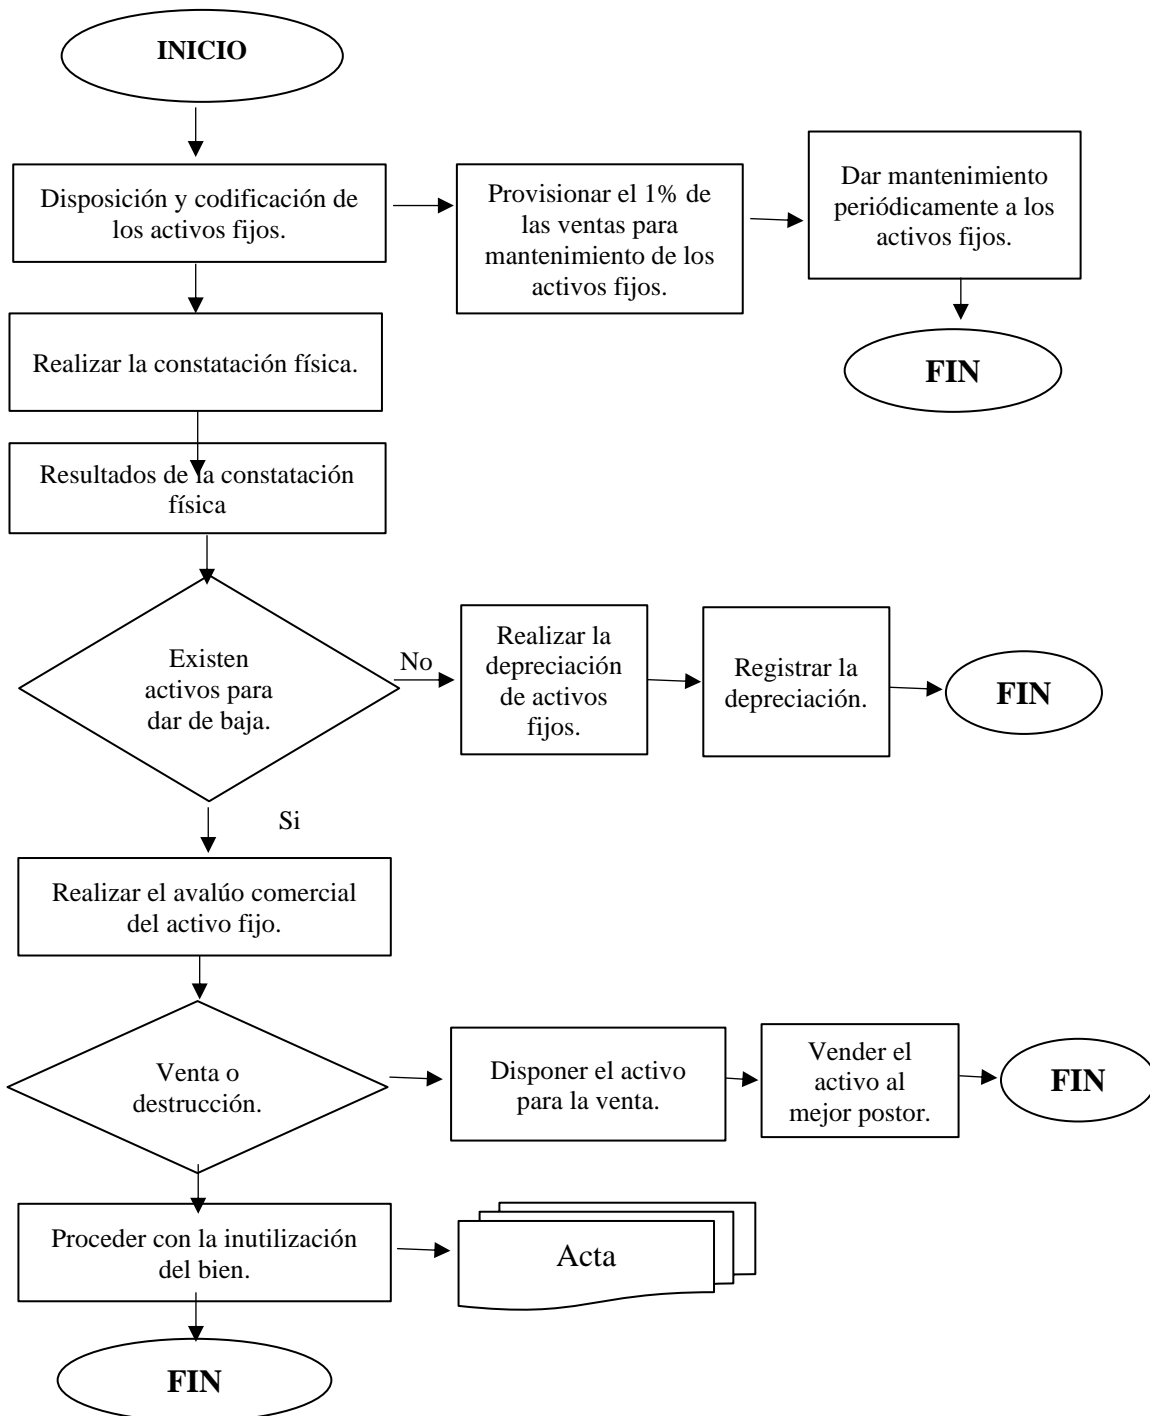 INICIO
Disposición y codificación de
los activos fijos.
Provisionar el 1% de
las ventas para
mantenimiento de los
activos fijos.
Dar mantenimiento
periódicamente a los
activos fijos.
FIN
Realizar la constatación física.
Resultados de la constatación
física
Existen
activos para
dar de baja.
No
Realizar la
depreciación
de activos
fijos.
Registrar la
depreciación.
FIN
Si
Realizar el avalúo comercial
del activo fijo.
Venta o
destrucción.
Disponer el activo
para la venta.
Vender el
activo al
mejor postor.
FIN
Proceder con la inutilización
del bien.
Acta
FIN